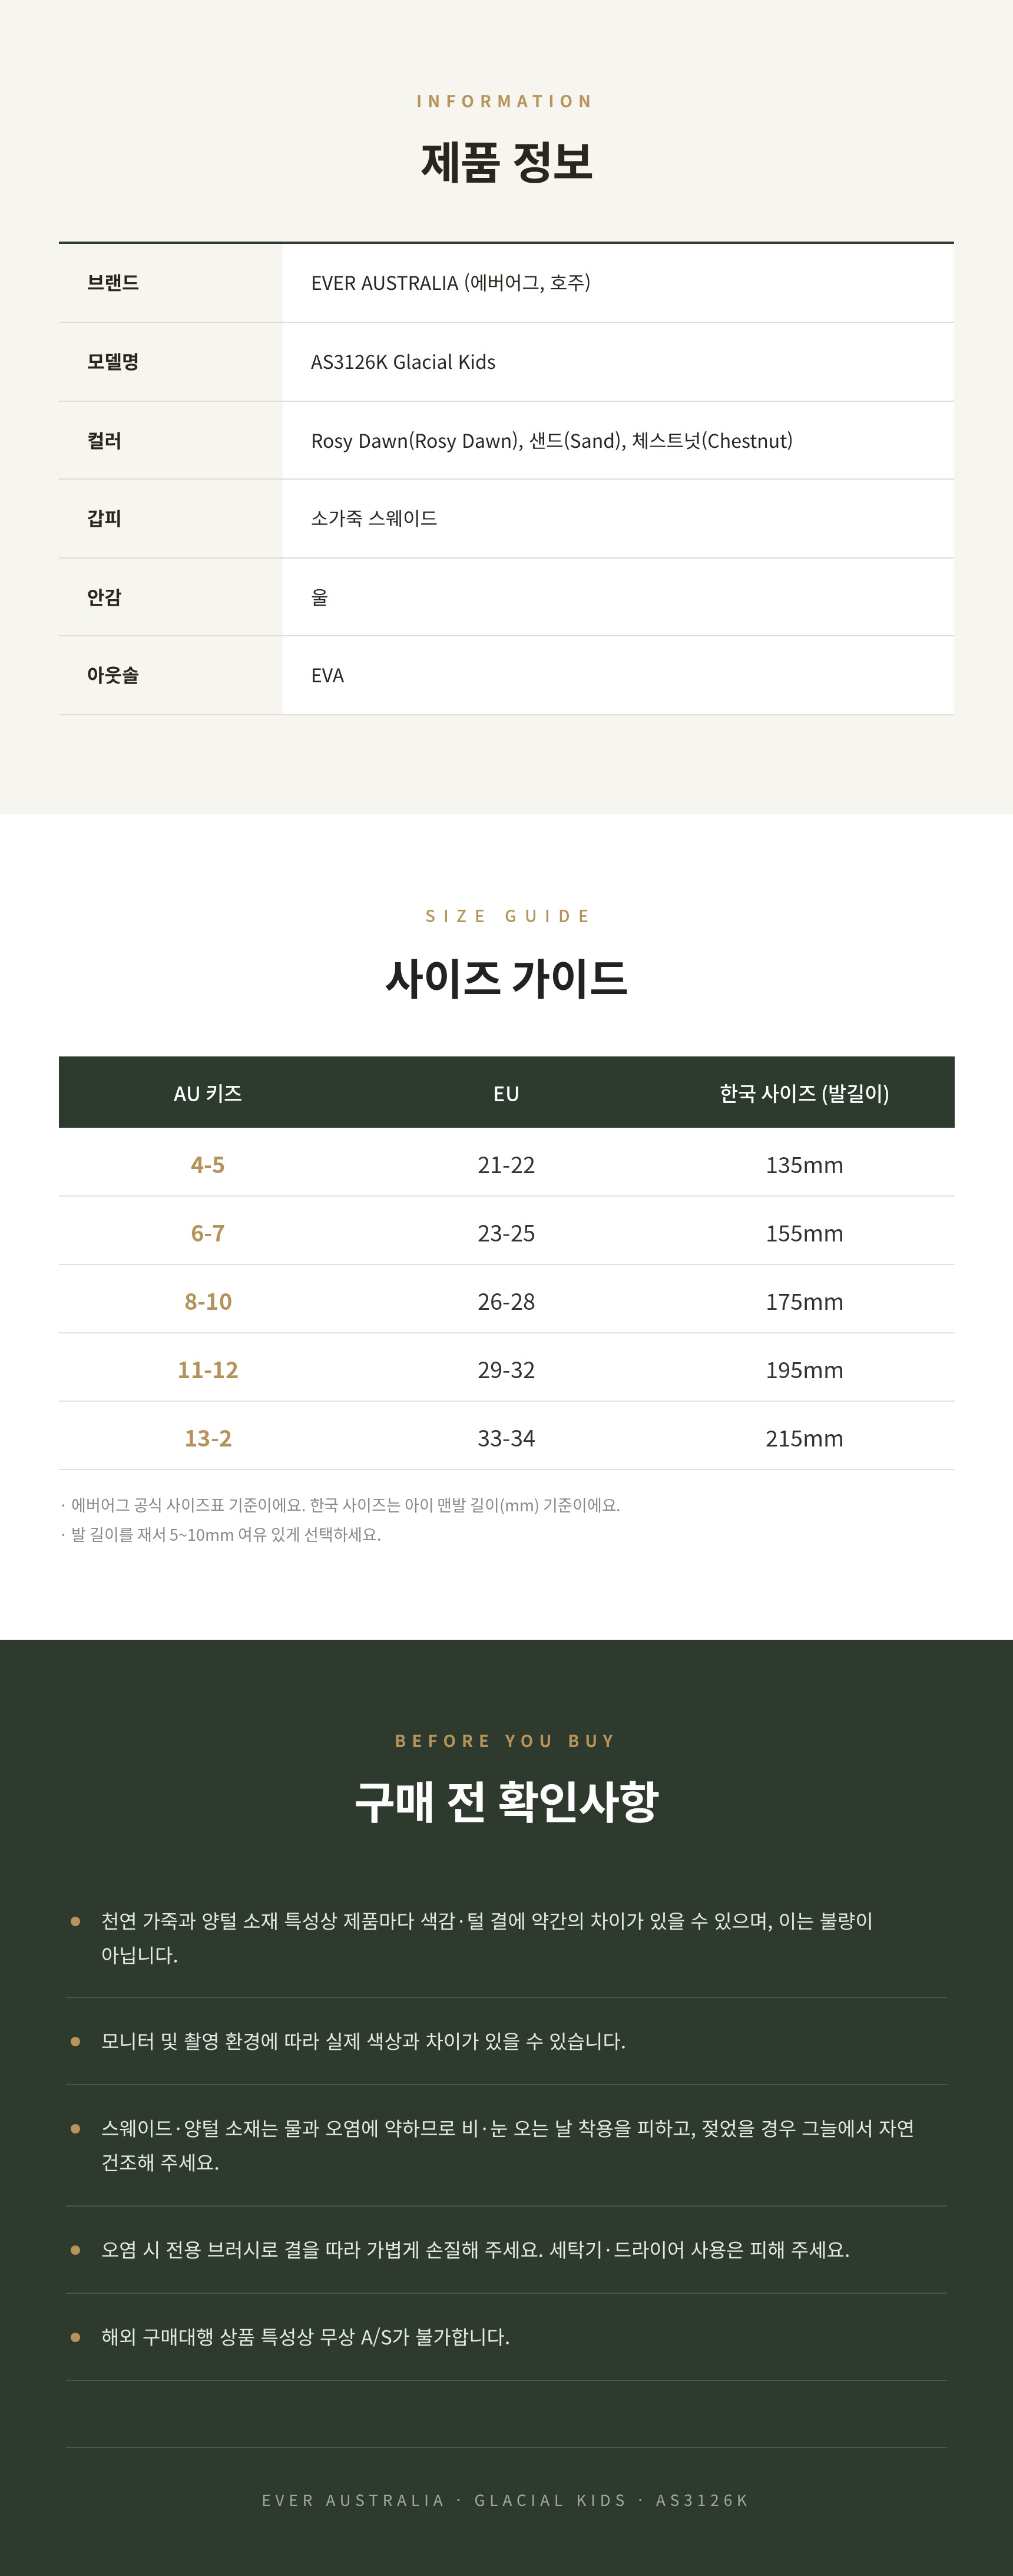 INFORMATION
제품 정보
브랜드 EVER AUSTRALIA (에버어그, 호주)
모델명 AS3126K Glacial Kids
컬러 Rosy Dawn(Rosy Dawn), 샌드(Sand), 체스트넛(Chestnut)
갑피 소가죽 스웨이드
안감 울
아웃솔 EVA
SIZE GUIDE
사이즈 가이드
AU 키즈 EU 한국 사이즈 (발길이)
4-5 21-22 135mm
6-7 23-25 155mm
8-10 26-28 175mm
11-12 29-32 195mm
13-2 33-34 215mm
· 에버어그 공식 사이즈표 기준이에요. 한국 사이즈는 아이 맨발 길이(mm) 기준이에요.
· 발 길이를 재서 5~10mm 여유 있게 선택하세요.
BEFORE YOU BUY
구매 전 확인사항
천연 가죽과 양털 소재 특성상 제품마다 색감·털 결에 약간의 차이가 있을 수 있으며, 이는 불량이
아닙니다.
모니터 및 촬영 환경에 따라 실제 색상과 차이가 있을 수 있습니다.
스웨이드·양털 소재는 물과 오염에 약하므로 비·눈 오는 날 착용을 피하고, 젖었을 경우 그늘에서 자연
건조해 주세요.
오염 시 전용 브러시로 결을 따라 가볍게 손질해 주세요. 세탁기·드라이어 사용은 피해 주세요.
해외 구매대행 상품 특성상 무상 A/S가 불가합니다.
EVER AUSTRALIA · GLACIAL KIDS · AS3126K